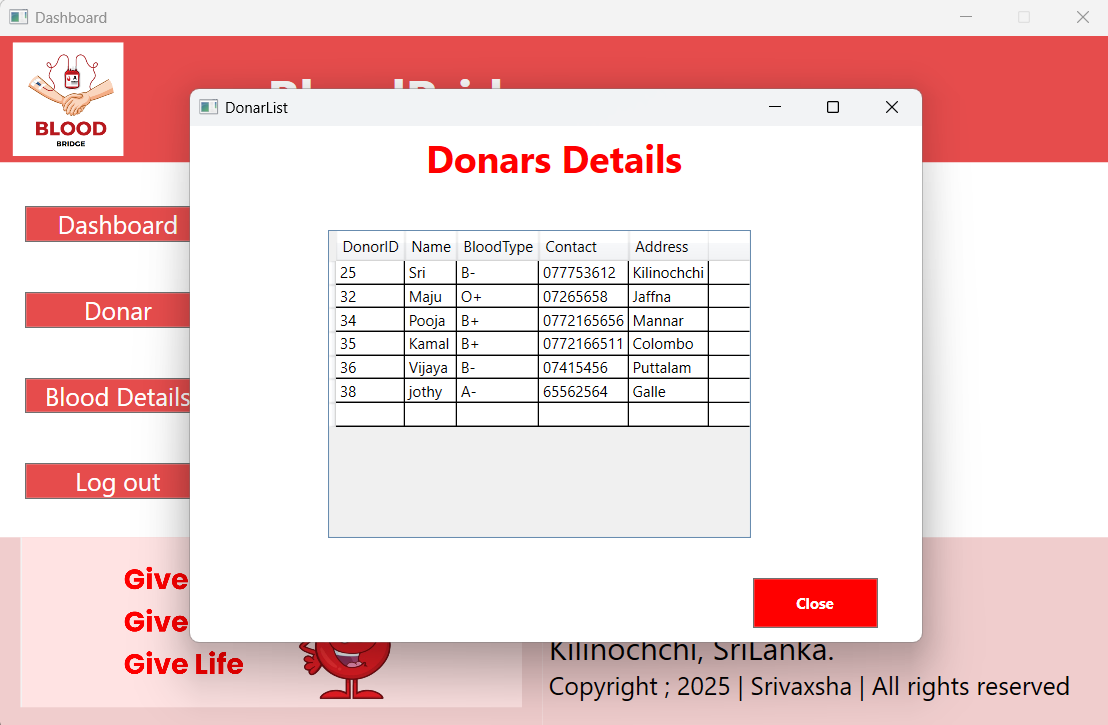 Dashboard
BLOOD
BRIDGE
DonarList
Donars Details
Dashboard
Donar
Blood Details
Log out
DonorID Name BloodType Contact Address
25 Sri B- 077753612 Kilinochchi
32 Maju O+ 07265658 Jaffna
34 Pooja B+ 0772165656 Mannar
35 Kamal B+ 0772166511 Colombo
36 Vijaya B- 07415456 Puttalam
38 jothy A- 65562564 Galle
Close
Give
Give
Give Life
Kilinochchi, SriLanka.
Copyright ; 2025 | Srivaxsha | All rights reserved